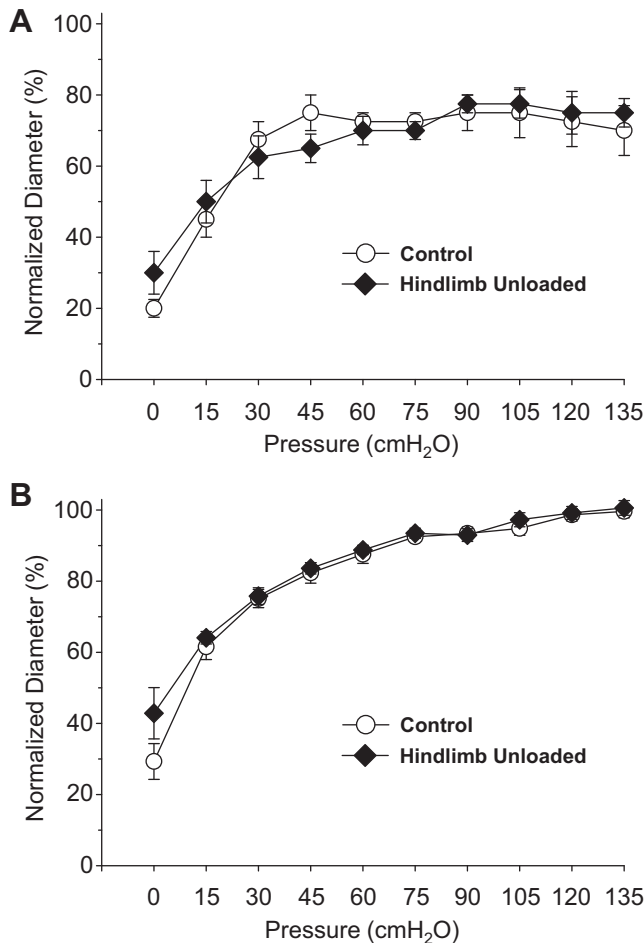 A
100
80
60
40
20
0
Normalized Diameter (%)
Control
Hindlimb Unloaded
0 15 30 45 60 75 90 105 120 135
Pressure (cmH₂O)
B
100
80
60
40
20
0
Normalized Diameter (%)
Control
Hindlimb Unloaded
0 15 30 45 60 75 90 105 120 135
Pressure (cmH₂O)